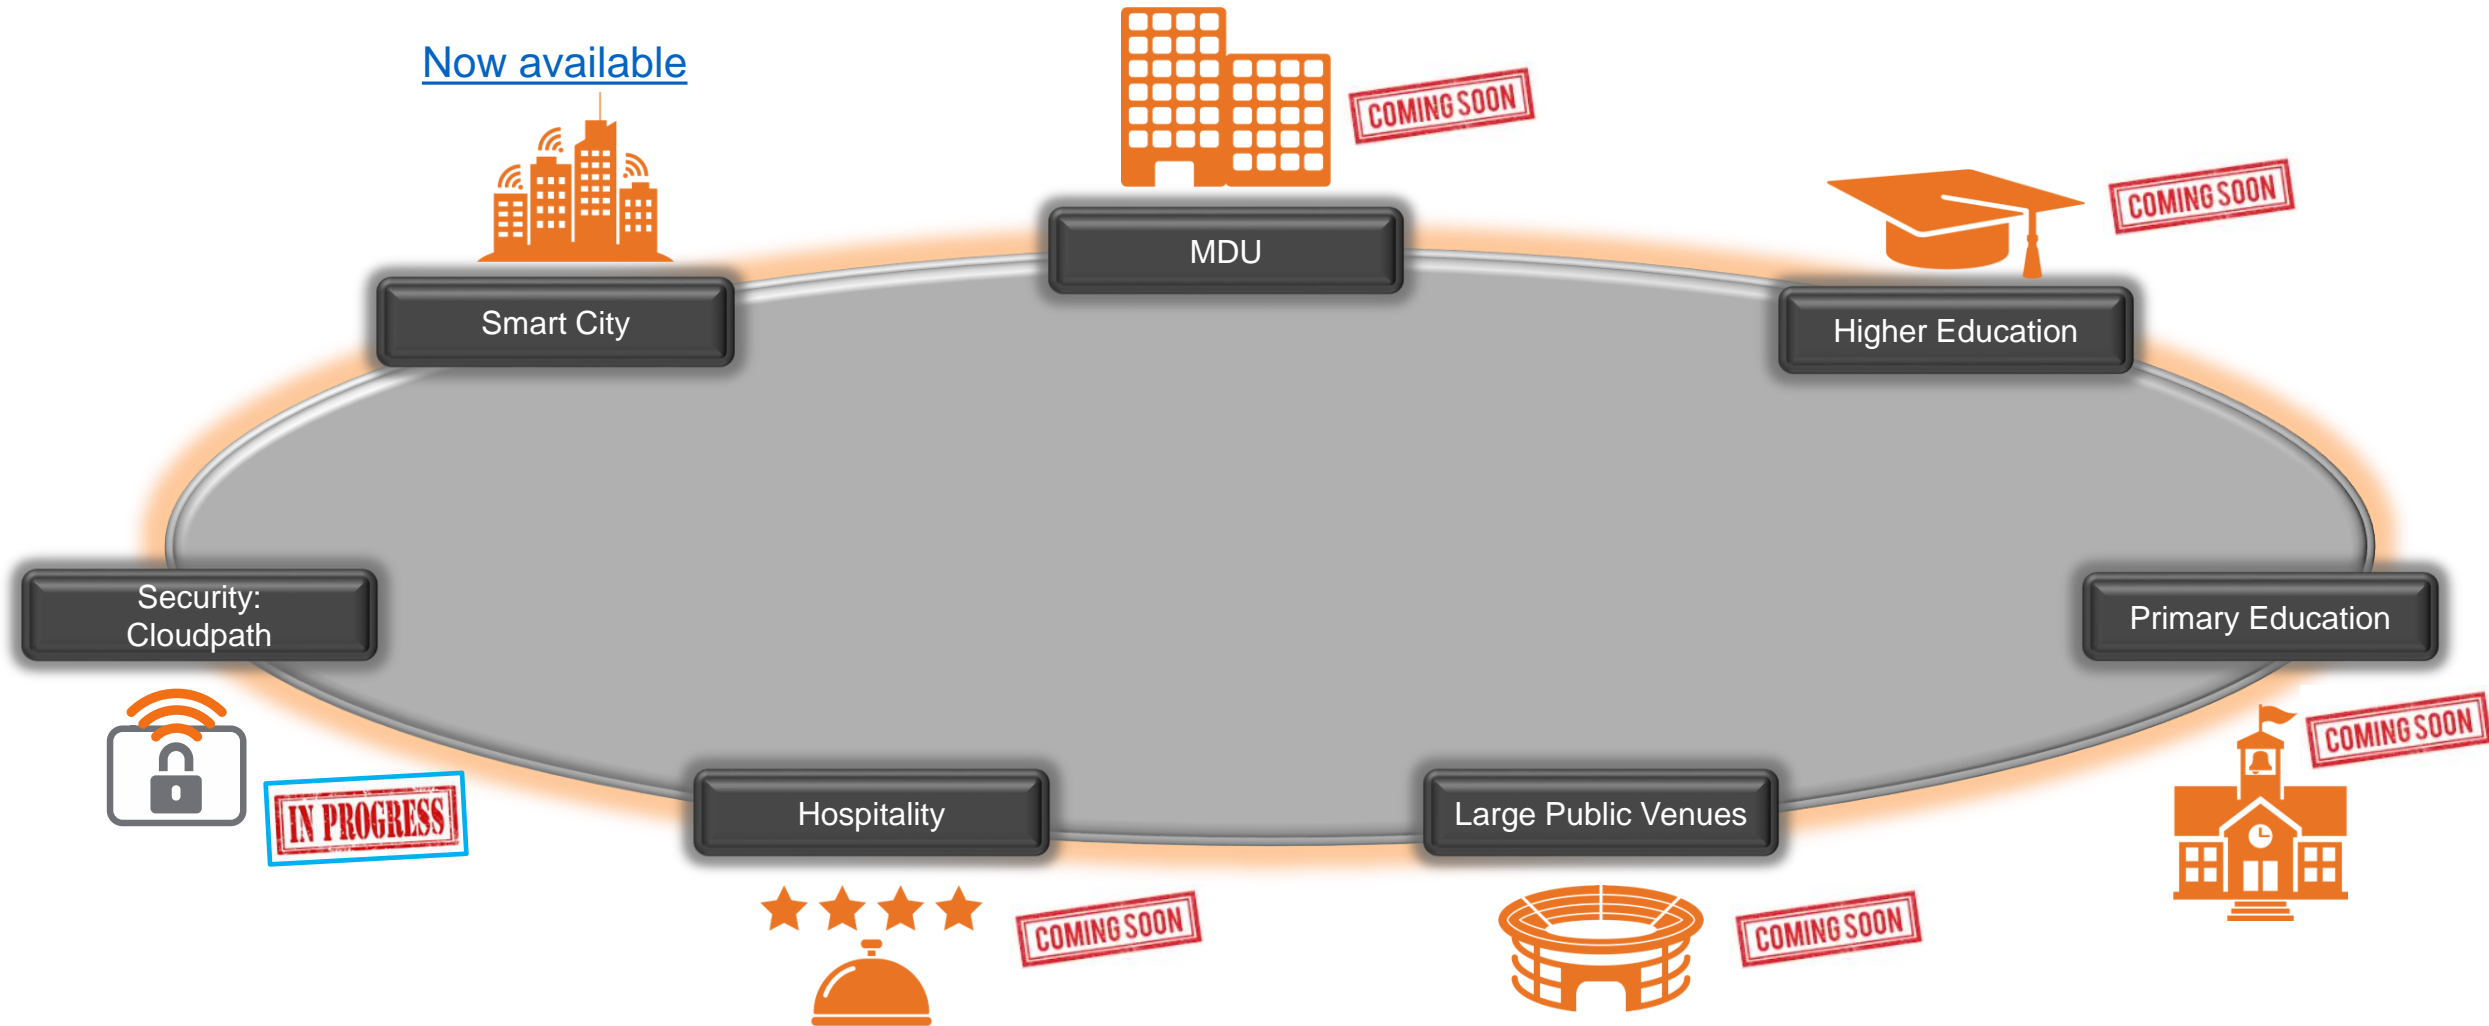 Now available
COMING SOON
COMING SOON
MDU
Smart City
Higher Education
Security:
Cloudpath
Primary Education
COMING SOON
IN PROGRESS
Hospitality
Large Public Venues
COMING SOON
COMING SOON